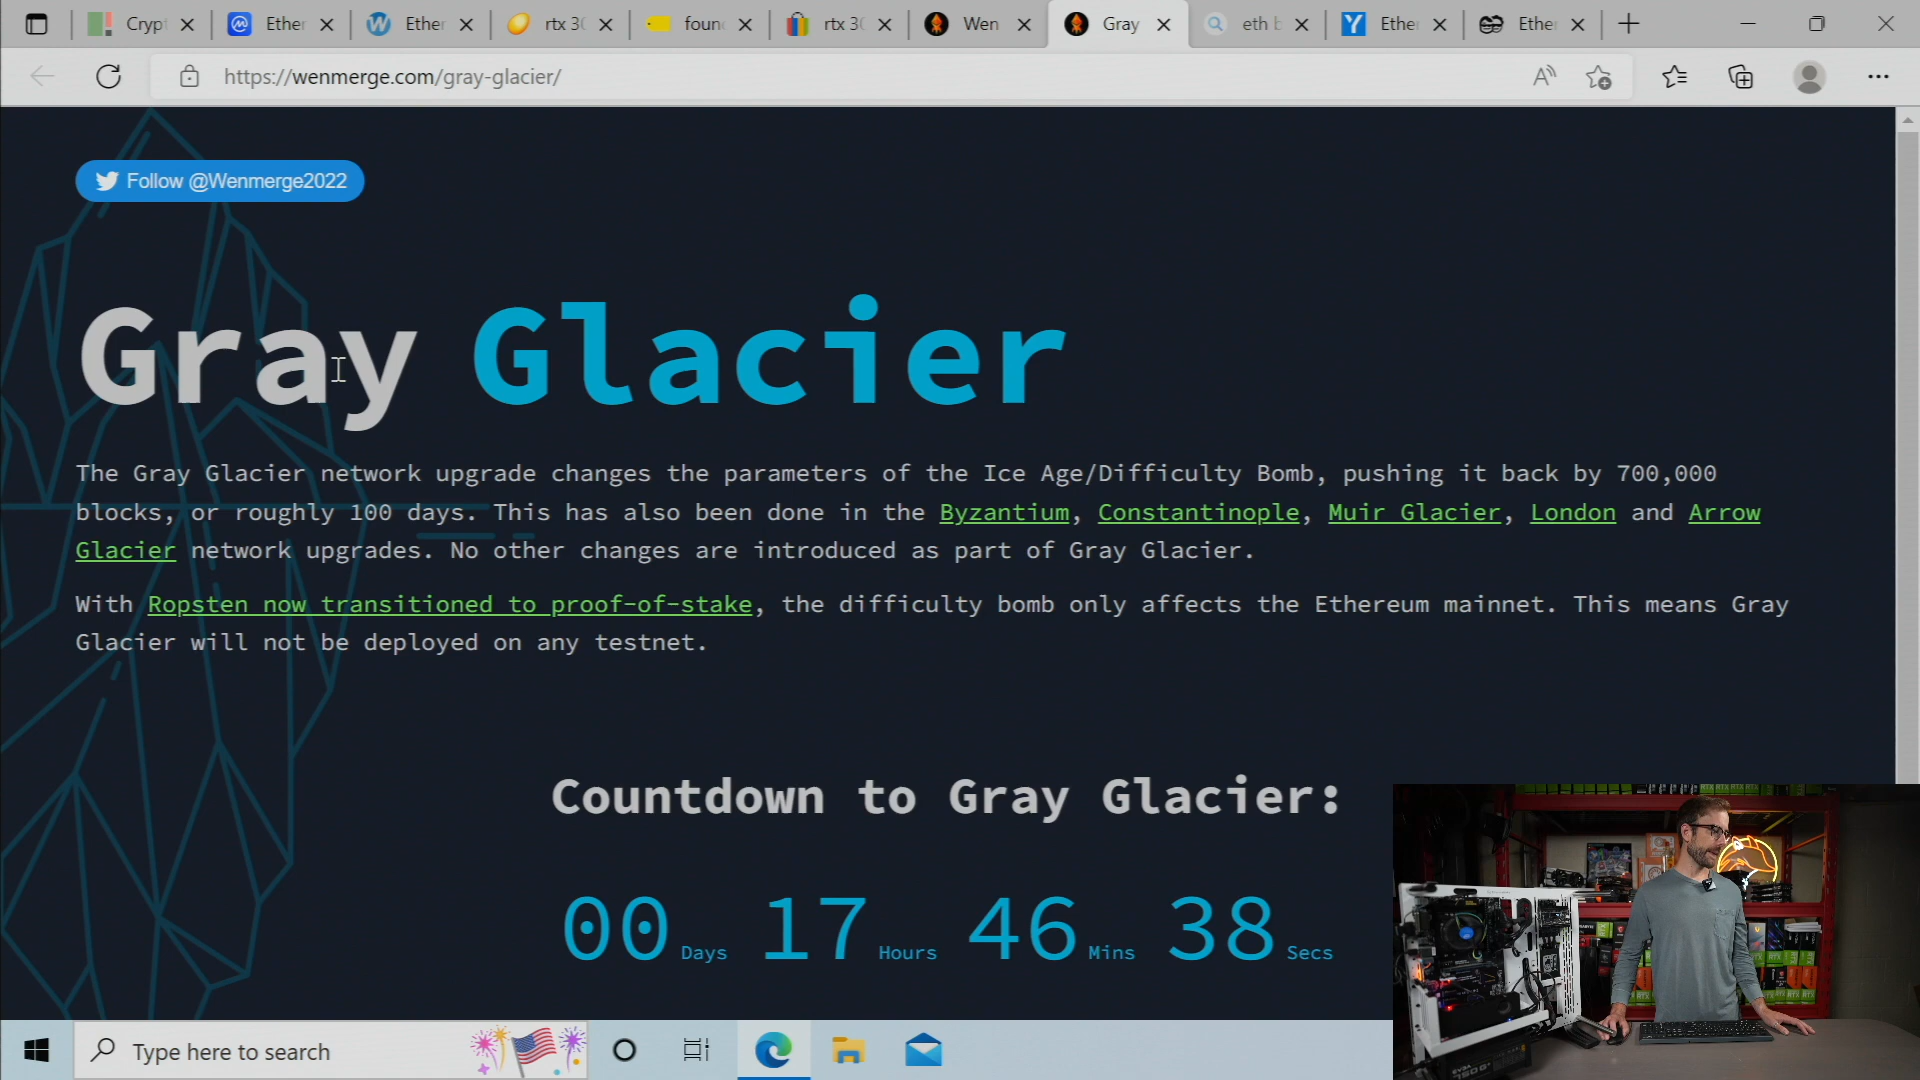 Crypt
Ether
Ether
rtx 30
foun
rtx 30
Wen
Gray
eth b
Ether
Ether
https://wenmerge.com/gray-glacier/
Follow @Wenmerge2022
Gray Glacier
The Gray Glacier network upgrade changes the parameters of the Ice Age/Difficulty Bomb, pushing it back by 700,000
blocks, or roughly 100 days. This has also been done in the Byzantium, Constantinople, Muir Glacier, London and Arrow
Glacier network upgrades. No other changes are introduced as part of Gray Glacier.
With Ropsten now transitioned to proof-of-stake, the difficulty bomb only affects the Ethereum mainnet. This means Gray
Glacier will not be deployed on any testnet.
Countdown to Gray Glacier:
00 Days 17 Hours 46 Mins 38 Secs
Type here to search